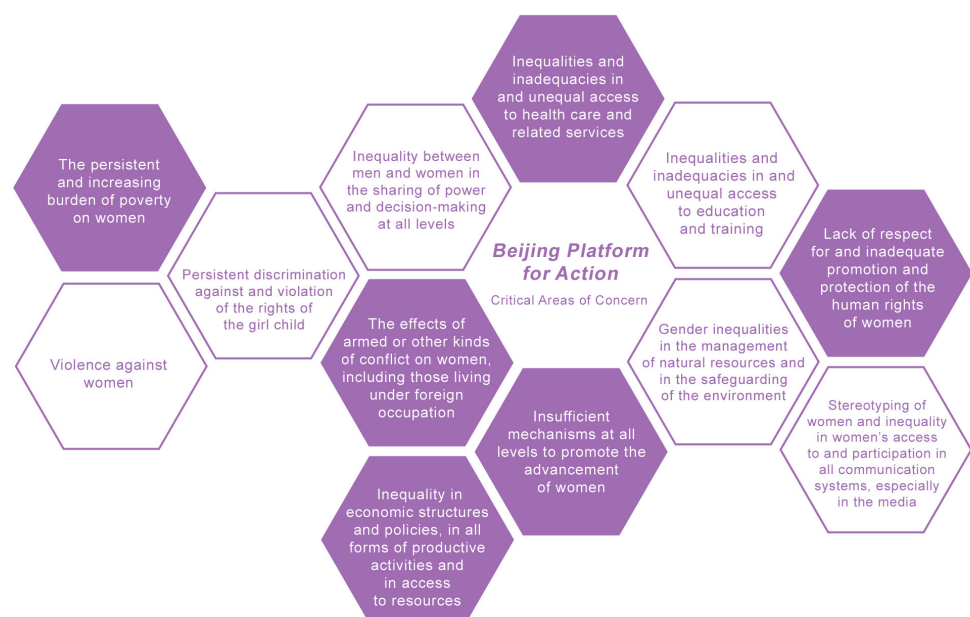 Inequalities and
inadequacies in
and unequal access
to health care and
related services
The persistent
and increasing
burden of poverty
on women
Inequality between
men and women in
the sharing of power
and decision-making
at all levels
Inequalities and
inadequacies in and
unequal access
to education
and training
Persistent discrimination
against and violation
of the rights of
the girl child
Beijing Platform
for Action
Critical Areas of Concern
Lack of respect
for and inadequate
promotion and
protection of the
human rights
of women
Violence against
women
The effects of
armed or other kinds
of conflict on women,
including those living
under foreign
occupation
Gender inequalities
in the management
of natural resources and
in the safeguarding
of the environment
Insufficient
mechanisms at all
levels to promote the
advancement
of women
Stereotyping of
women and inequality
in women’s access
to and participation in
all communication
systems, especially
in the media
Inequality in
economic structures
and policies, in all
forms of productive
activities and
in access
to resources